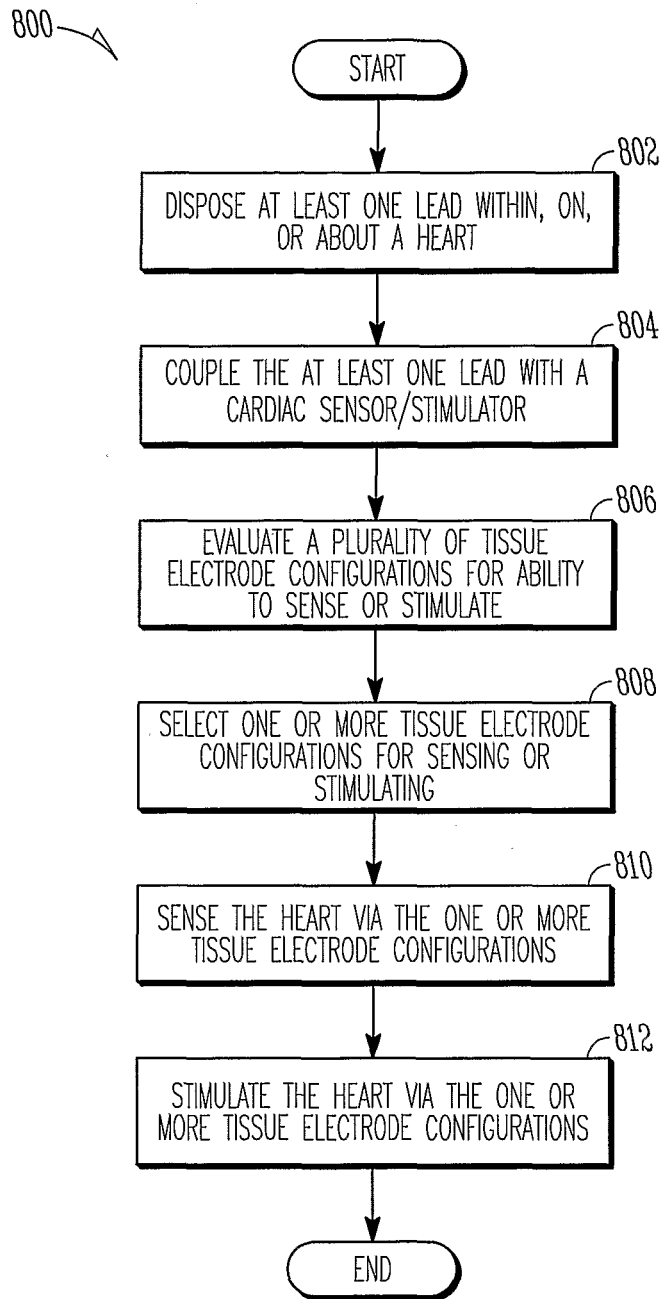 800
START
802
DISPOSE AT LEAST ONE LEAD WITHIN, ON,
OR ABOUT A HEART
804
COUPLE THE AT LEAST ONE LEAD WITH A
CARDIAC SENSOR/STIMULATOR
806
EVALUATE A PLURALITY OF TISSUE
ELECTRODE CONFIGURATIONS FOR ABILITY
TO SENSE OR STIMULATE
808
SELECT ONE OR MORE TISSUE ELECTRODE
CONFIGURATIONS FOR SENSING OR
STIMULATING
810
SENSE THE HEART VIA THE ONE OR MORE
TISSUE ELECTRODE CONFIGURATIONS
812
STIMULATE THE HEART VIA THE ONE OR
MORE TISSUE ELECTRODE CONFIGURATIONS
END